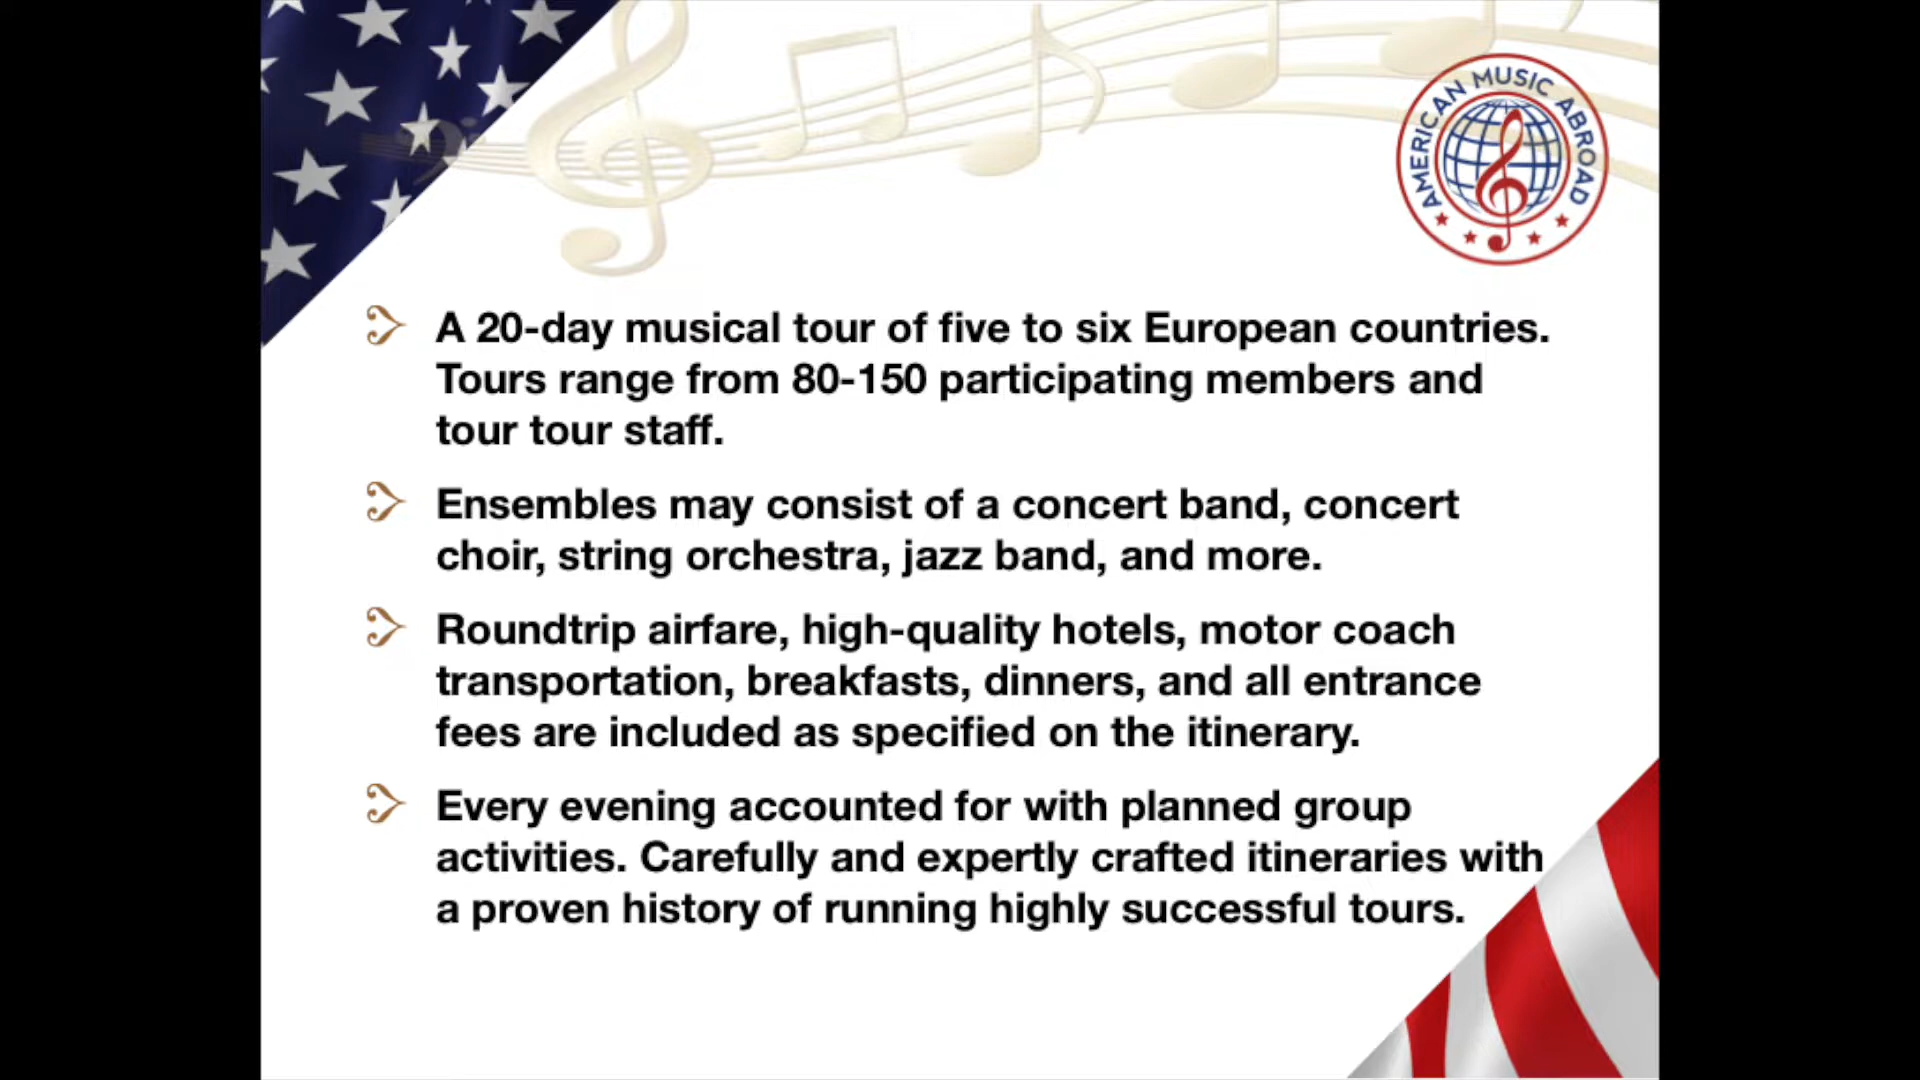 AMERICAN MUSIC ABROAD
A 20-day musical tour of five to six European countries.
Tours range from 80-150 participating members and
tour tour staff.
Ensembles may consist of a concert band, concert
choir, string orchestra, jazz band, and more.
Roundtrip airfare, high-quality hotels, motor coach
transportation, breakfasts, dinners, and all entrance
fees are included as specified on the itinerary.
Every evening accounted for with planned group
activities. Carefully and expertly crafted itineraries with
a proven history of running highly successful tours.